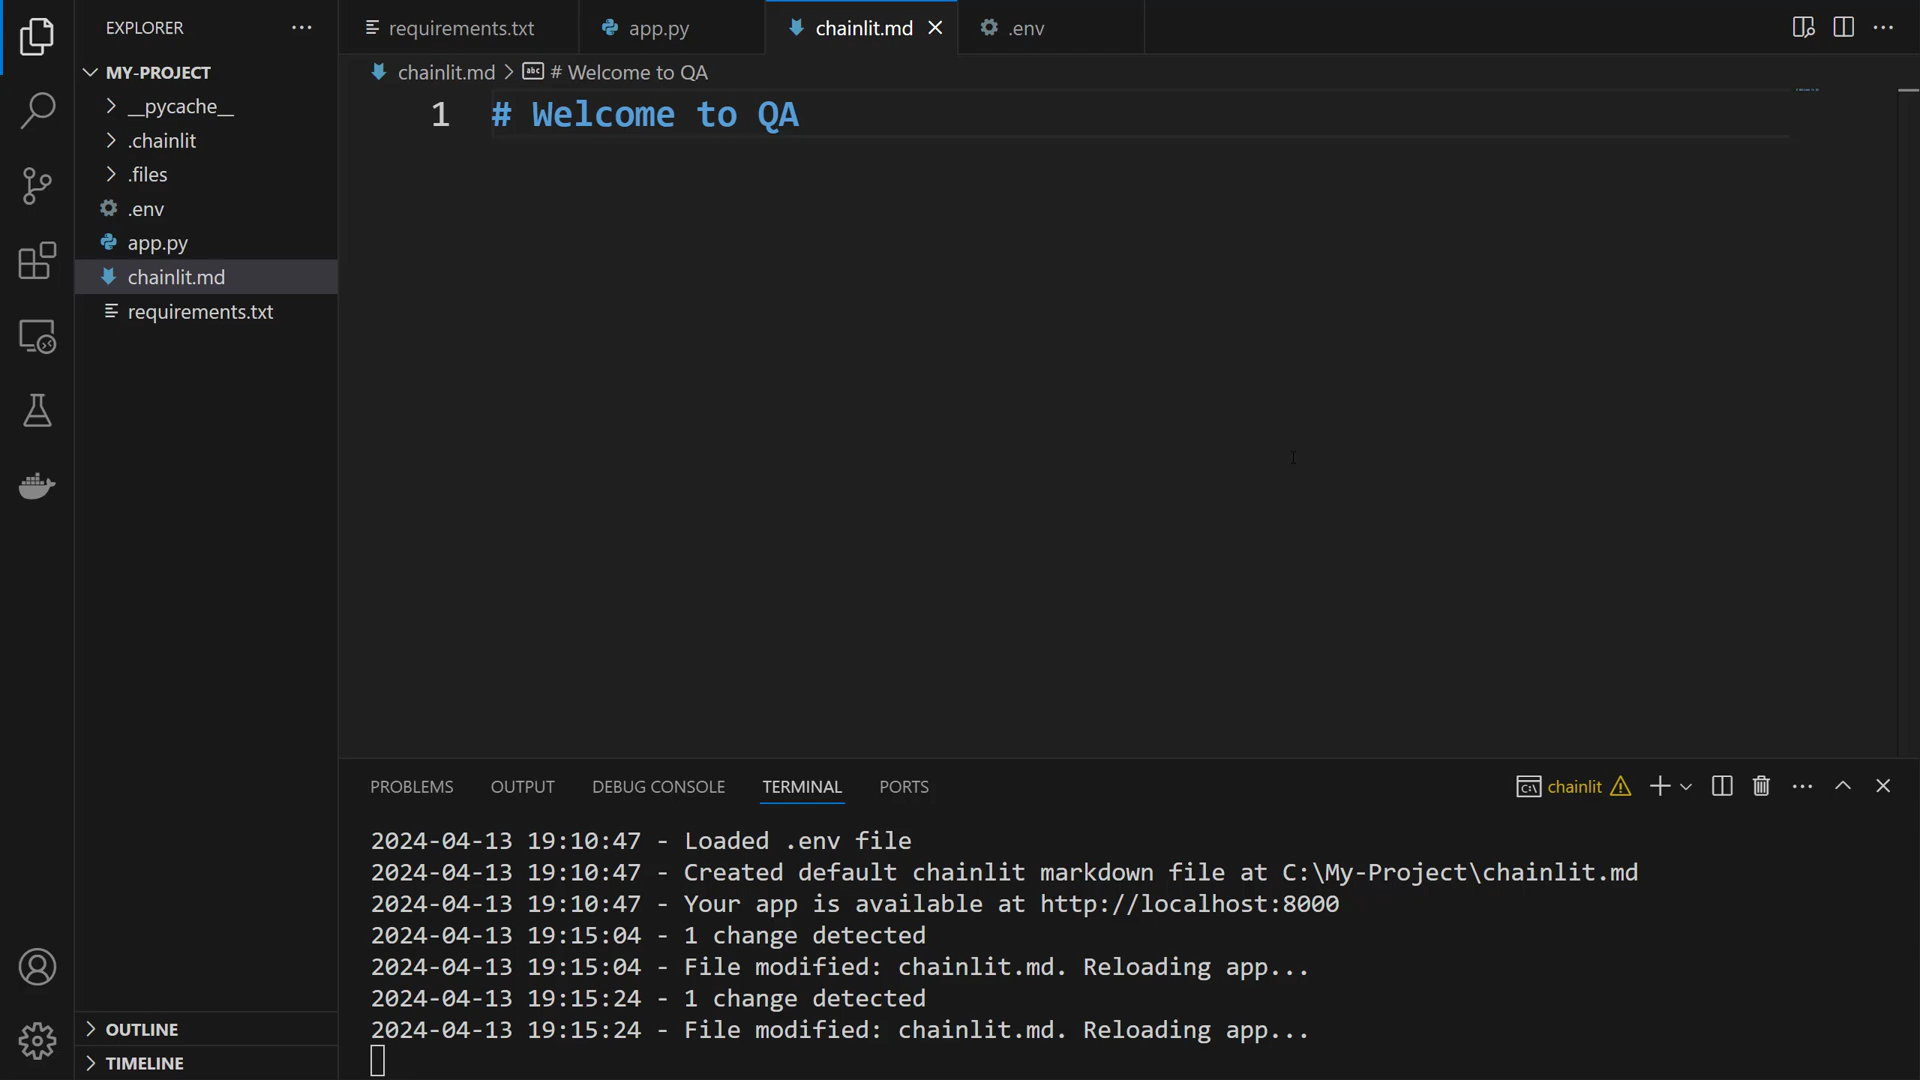 EXPLORER
MY-PROJECT
__pycache__
.chainlit
.files
.env
app.py
chainlit.md
requirements.txt
OUTLINE
TIMELINE
requirements.txt
app.py
chainlit.md
.env
chainlit.md > # Welcome to QA
1 # Welcome to QA
PROBLEMS OUTPUT DEBUG CONSOLE TERMINAL PORTS
chainlit
2024-04-13 19:10:47 - Loaded .env file
2024-04-13 19:10:47 - Created default chainlit markdown file at C:\My-Project\chainlit.md
2024-04-13 19:10:47 - Your app is available at http://localhost:8000
2024-04-13 19:15:04 - 1 change detected
2024-04-13 19:15:04 - File modified: chainlit.md. Reloading app...
2024-04-13 19:15:24 - 1 change detected
2024-04-13 19:15:24 - File modified: chainlit.md. Reloading app...